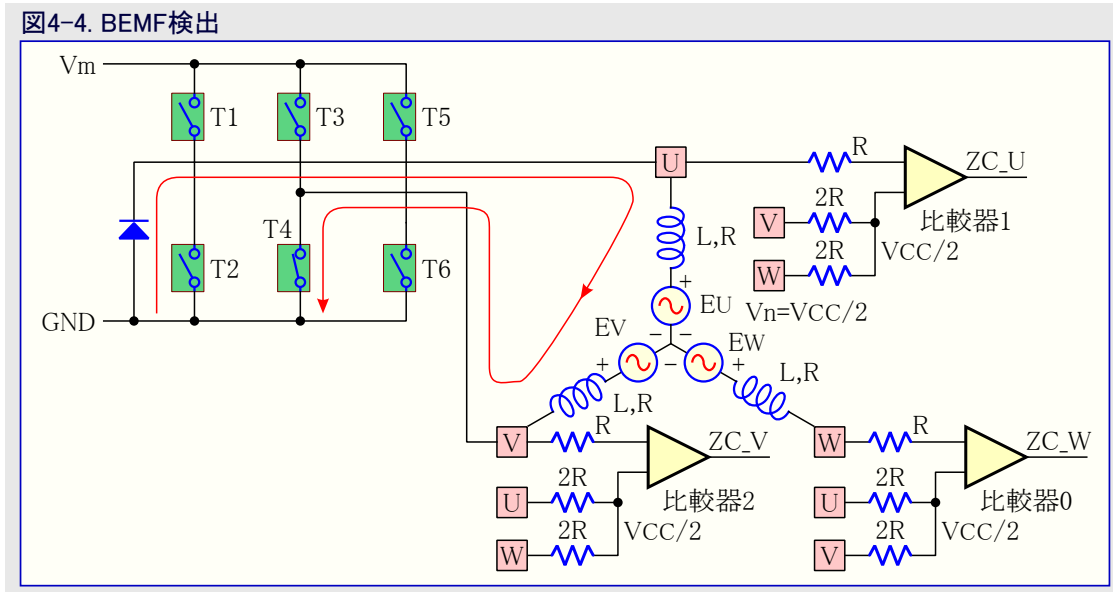 図4-4. BEMF検出
Vm
T1
T3
T5
U
R
ZC_U
比較器1
V
2R
W
2R
VCC/2
Vn=VCC/2
T4
T2
T6
GND
L,R
+
EU
−
−
EV
+
−
EW
+
L,R
L,R
V
R
ZC_V
比較器2
U
2R
W
2R
VCC/2
W
R
ZC_W
比較器0
U
2R
V
2R
VCC/2